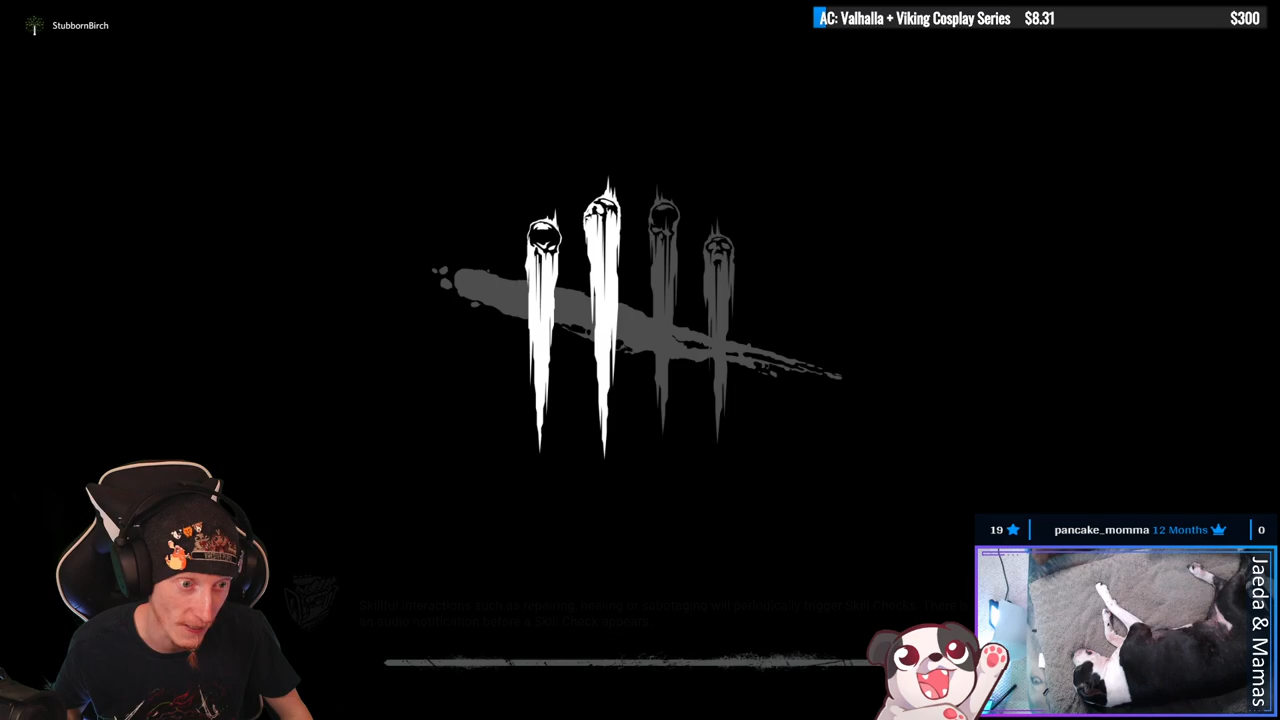 StubbornBirch
AC: Valhalla + Viking Cosplay Series $8.31 $300
19 pancake_momma 12 Months 0
Jaeda & Mamas
Skillful interactions such as repairing, healing or sabotaging will periodically trigger Skill Checks. There
an audio notification before a Skill Check appears.